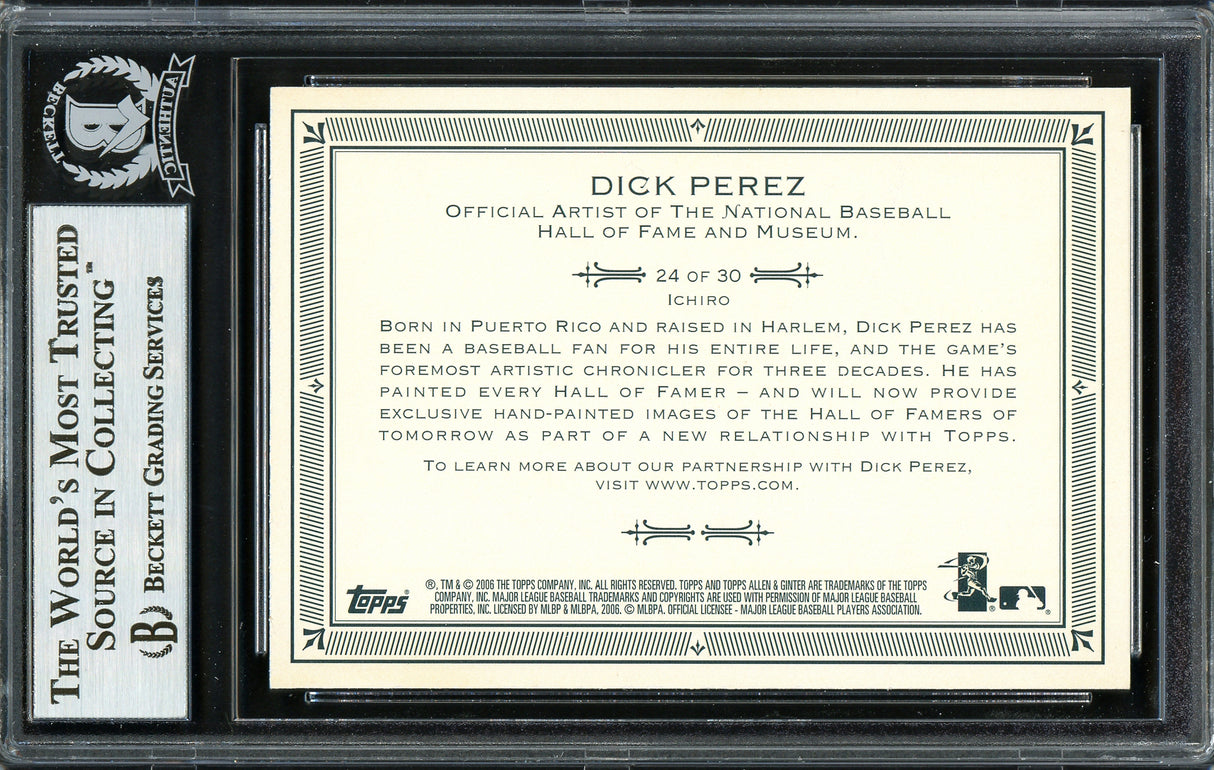 BECKETT
B
AUTHENTIC
THE WORLD'S MOST TRUSTED
SOURCE IN COLLECTING™
B BECKETT GRADING SERVICES
DICK PEREZ
OFFICIAL ARTIST OF THE NATIONAL BASEBALL
HALL OF FAME AND MUSEUM.
24 OF 30
ICHIRO
BORN IN PUERTO RICO AND RAISED IN HARLEM, DICK PEREZ HAS
BEEN A BASEBALL FAN FOR HIS ENTIRE LIFE, AND THE GAME'S
FOREMOST ARTISTIC CHRONICLER FOR THREE DECADES. HE HAS
PAINTED EVERY HALL OF FAMER – AND WILL NOW PROVIDE
EXCLUSIVE HAND-PAINTED IMAGES OF THE HALL OF FAMERS OF
TOMORROW AS PART OF A NEW RELATIONSHIP WITH TOPPS.
TO LEARN MORE ABOUT OUR PARTNERSHIP WITH DICK PEREZ,
VISIT WWW.TOPPS.COM.
topps®
®, TM & © 2006 THE TOPPS COMPANY, INC. ALL RIGHTS RESERVED. TOPPS AND TOPPS ALLEN & GINTER ARE TRADEMARKS OF THE TOPPS
COMPANY, INC. MAJOR LEAGUE BASEBALL TRADEMARKS AND COPYRIGHTS ARE USED WITH PERMISSION OF MAJOR LEAGUE BASEBALL
PROPERTIES, INC. LICENSED BY MLBP & MLBPA, 2006. © MLBPA. OFFICIAL LICENSEE - MAJOR LEAGUE BASEBALL PLAYERS ASSOCIATION.